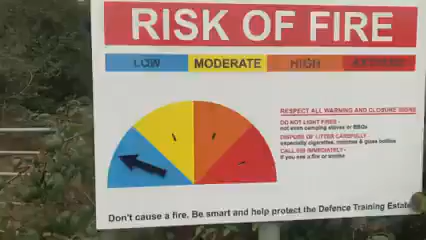 RISK OF FIRE
LOW MODERATE HIGH EXTREME
RESPECT ALL WARNING AND CLOSURE SIGNS
DO NOT LIGHT FIRES -
not even camping stoves or BBQs
DISPOSE OF LITTER CAREFULLY -
especially cigarettes, matches & glass bottles
CALL 999 IMMEDIATELY -
if you see a fire or smoke
Don't cause a fire. Be smart and help protect the Defence Training Estate